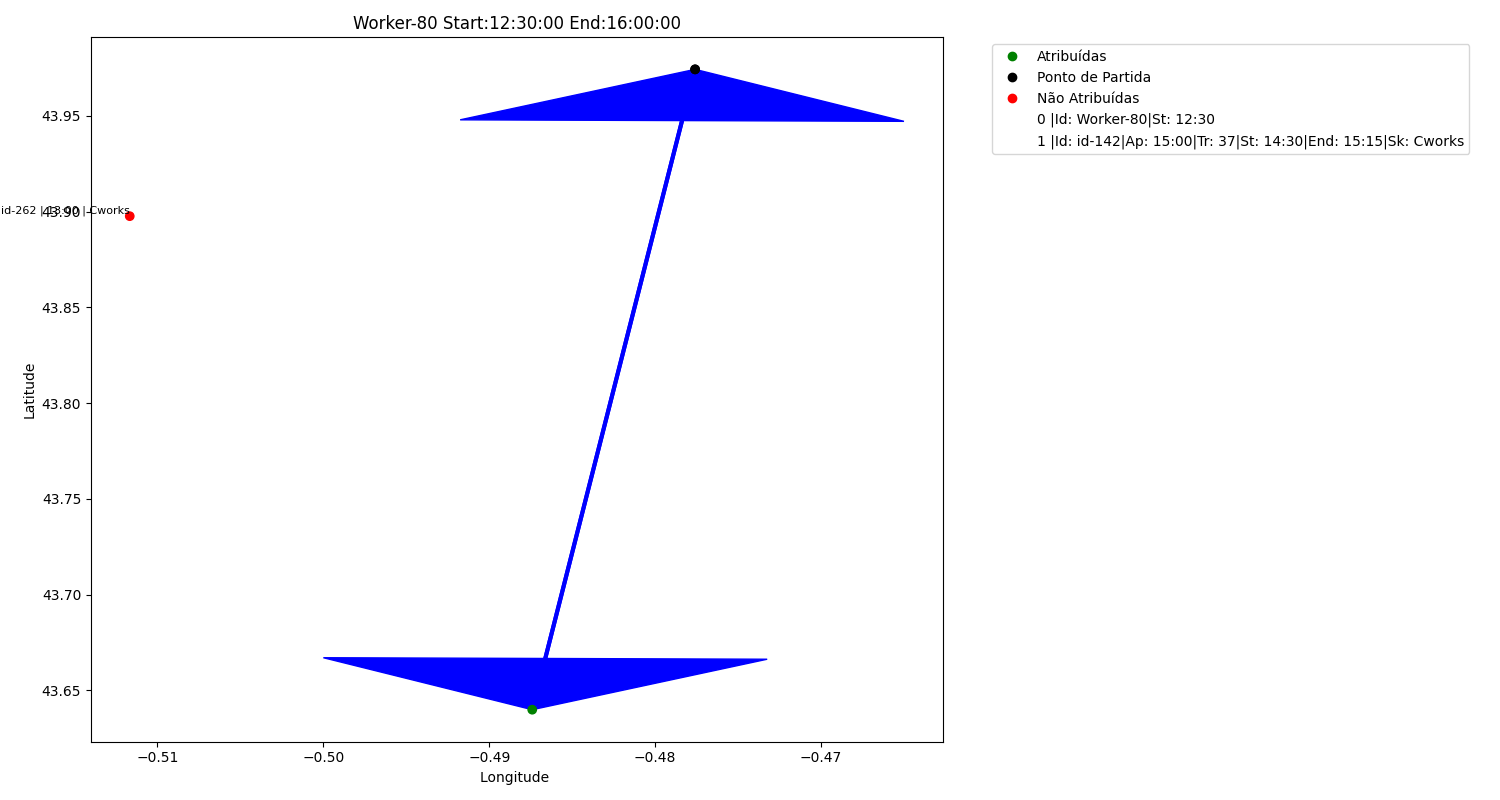 Worker-80 Start:12:30:00 End:16:00:00
Atribuídas
Ponto de Partida
Não Atribuídas
0 |Id: Worker-80|St: 12:30
1 |Id: id-142|Ap: 15:00|Tr: 37|St: 14:30|End: 15:15|Sk: Cworks
43.95
43.90
id-262 | | Cworks
43.85
43.80
43.75
43.70
43.65
Latitude
−0.51
−0.50
−0.49
−0.48
−0.47
Longitude